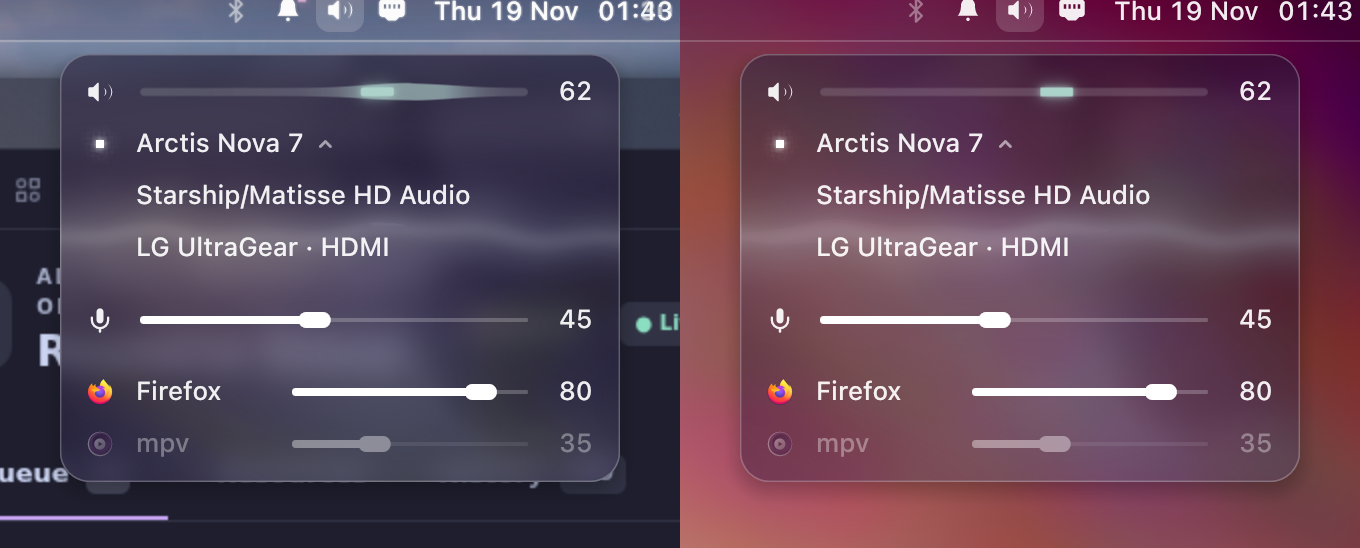 Thu 19 Nov 01:43
62
Arctis Nova 7
Starship/Matisse HD Audio
LG UltraGear · HDMI
45
Firefox 80
mpv 35
R
ueue
Thu 19 Nov 01:43
62
Arctis Nova 7
Starship/Matisse HD Audio
LG UltraGear · HDMI
45
Firefox 80
mpv 35